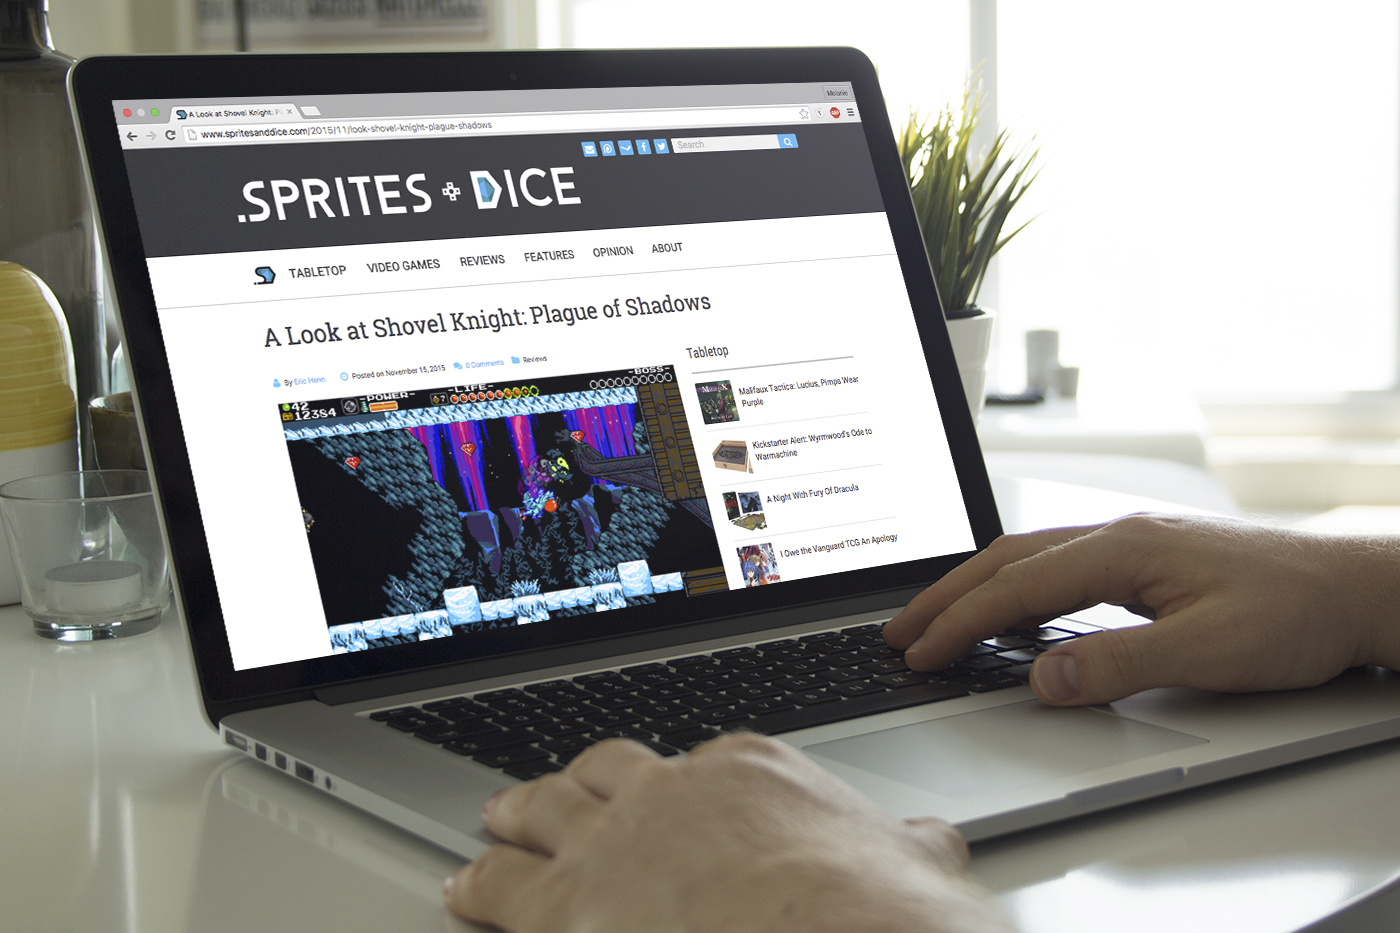 Melanie
A Look at Shovel Knight: Pl
www.spritesanddice.com/2015/11/look-shovel-knight-plague-shadows
ABP
Search
.SPRITES + DICE
TABLETOP
VIDEO GAMES
REVIEWS
FEATURES
OPINION
ABOUT
A Look at Shovel Knight: Plague of Shadows
By Eric Henn
Posted on November 15, 2015
0 Comments
Reviews
42
12384
-POWER-
7
-LIFE-
-BOSS-
Tabletop
Malifaux Tactica: Lucius, Pimps Wear
Purple
Kickstarter Alert: Wyrmwood's Ode to
Warmachine
A Night With Fury Of Dracula
I Owe the Vanguard TCG An Apology